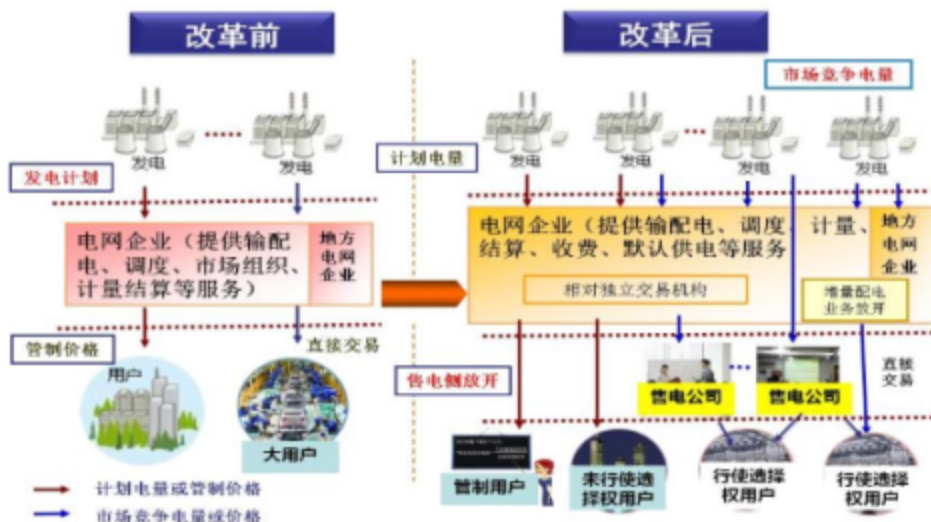 改革前
改革后
市场竞争电量
发电
发电
发电
发电
发电
发电
计划电量
发电计划
电网企业（提供输配
电、调度、市场组织、
计量结算等服务）
地方
电网
企业
电网企业（提供输配电、调度、计量、
结算、收费、默认供电等服务
地方
电网
企业
相对独立交易机构
增量配电
业务放开
管制价格
直接交易
用户
大用户
售电侧放开
售电公司
售电公司
直接
交易
管制用户
未行使选
择权用户
行使选择
权用户
行使选择
权用户
计划电量或管制价格
市场竞争电量或价格